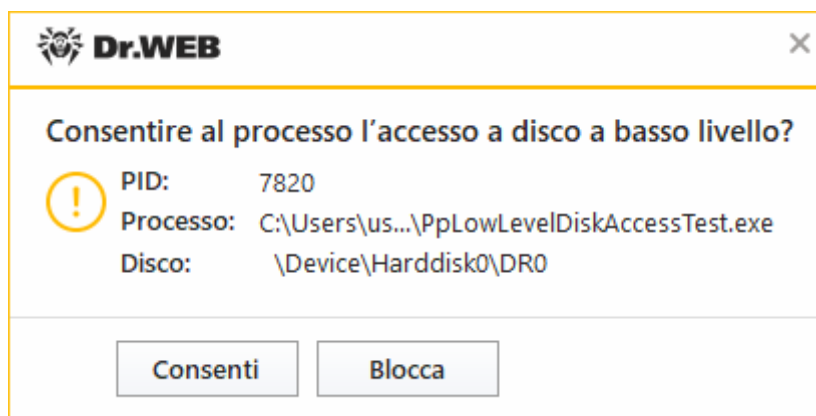 Dr.WEB
Consentire al processo l’accesso a disco a basso livello?
PID: 7820
Processo: C:\Users\us...\PpLowLevelDiskAccessTest.exe
Disco: \Device\Harddisk0\DR0
Consenti Blocca